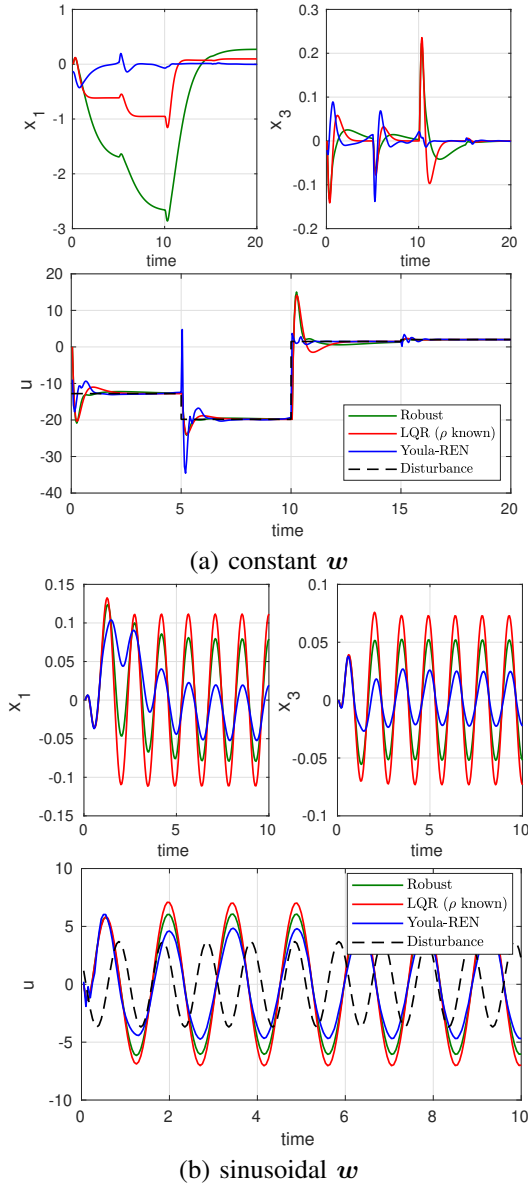 1
0
-1
-2
-3
0
10
20
time
x1
0.3
0.2
0.1
0
-0.1
-0.2
0
10
20
time
x3
20
10
0
-10
-20
-30
-40
0
5
10
15
20
time
u
Robust
LQR (ρ known)
Youla-REN
Disturbance
(a) constant w
0.15
0.1
0.05
0
-0.05
-0.1
-0.15
0
5
10
time
x1
0.1
0.05
0
-0.05
-0.1
0
5
10
time
x3
10
5
0
-5
-10
0
2
4
6
8
10
time
u
Robust
LQR (ρ known)
Youla-REN
Disturbance
(b) sinusoidal w